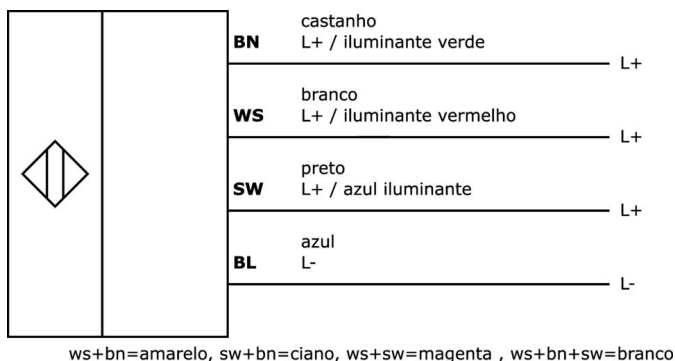 castanho
BN L+ / iluminante verde
L+
branco
WS L+ / iluminante vermelho
L+
preto
SW L+ / azul iluminante
L+
azul
BL L-
L-
ws+bn=amarelo, sw+bn=ciano, ws+sw=magenta , ws+bn+sw=branco